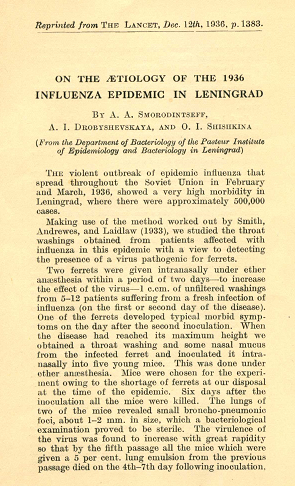 Reprinted from THE LANCET, Dec. 12th, 1936, p. 1383.
ON THE ÆTIOLOGY OF THE 1936
INFLUENZA EPIDEMIC IN LENINGRAD
BY A. A. SMORODINTSEFF,
A. I. DROBYSHEVSKAYA, AND O. I. SHISHKINA
(From the Department of Bacteriology of the Pasteur Institute
of Epidemiology and Bacteriology in Leningrad)
THE violent outbreak of epidemic influenza that
spread throughout the Soviet Union in February
and March, 1936, showed a very high morbidity in
Leningrad, where there were approximately 500,000
cases.
Making use of the method worked out by Smith,
Andrewes, and Laidlaw (1933), we studied the throat
washings obtained from patients affected with
influenza in this epidemic with a view to detecting
the presence of a virus pathogenic for ferrets.
Two ferrets were given intranasally under ether
anæsthesia within a period of two days—to increase
the effect of the virus—1 c.cm. of unfiltered washings
from 5–12 patients suffering from a fresh infection of
influenza (on the first or second day of the disease).
One of the ferrets developed typical morbid symp-
toms on the day after the second inoculation. When
the disease had reached its maximum height we
obtained a throat washing and some nasal mucus
from the infected ferret and inoculated it intra-
nasally into five young mice. This was done under
ether anæsthesia. Mice were chosen for the experi-
ment owing to the shortage of ferrets at our disposal
at the time of the epidemic. Six days after the
inoculation all the mice were killed. The lungs of
two of the mice revealed small broncho-pneumonic
foci, about 1–2 mm. in size, which a bacteriological
examination proved to be sterile. The virulence of
the virus was found to increase with great rapidity
so that by the fifth passage all the mice which were
given a 5 per cent. lung emulsion from the previous
passage died on the 4th–7th day following inoculation.